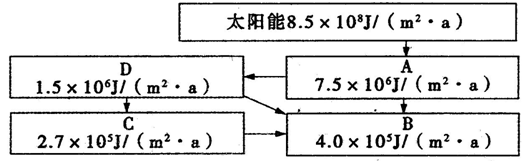 太阳能8.5×10⁸J/（m²·a）
D
1.5×10⁶J/（m²·a）
A
7.5×10⁶J/（m²·a）
C
2.7×10⁵J/（m²·a）
B
4.0×10⁵J/（m²·a）